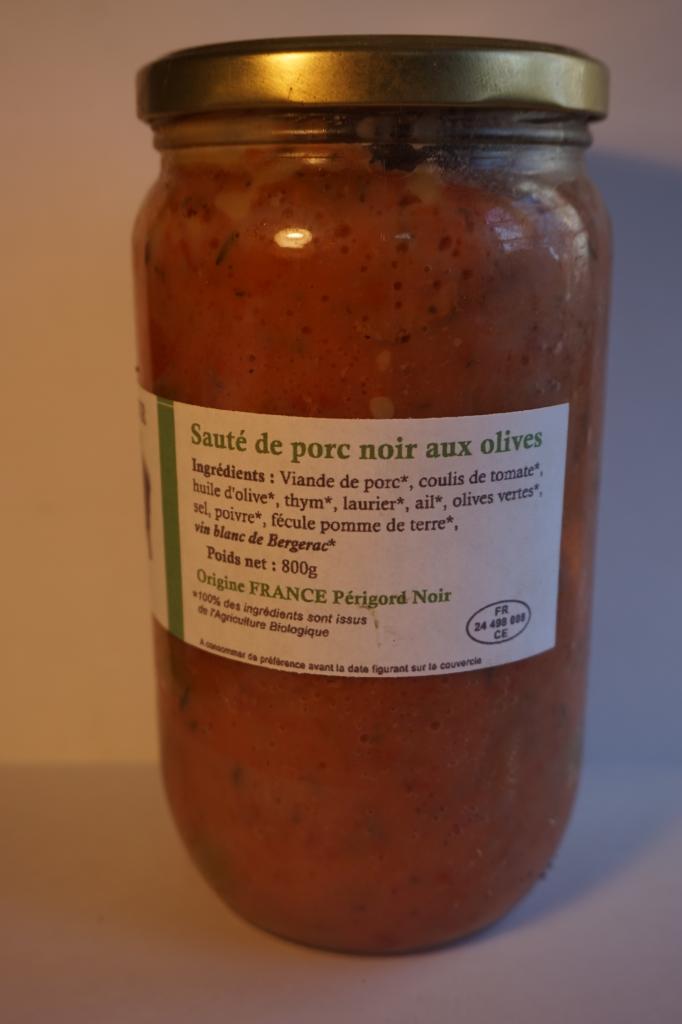 Sauté de porc noir aux olives
Ingrédients : Viande de porc*, coulis de tomate*,
huile d'olive*, thym*, laurier*, ail*, olives vertes*,
sel, poivre*, fécule pomme de terre*,
vin blanc de Bergerac*
Poids net : 800g
Origine FRANCE Périgord Noir
*100% des ingrédients sont issus
de l'Agriculture Biologique
FR
24 498 008
CE
A consommer de préférence avant la date figurant sur le couvercle